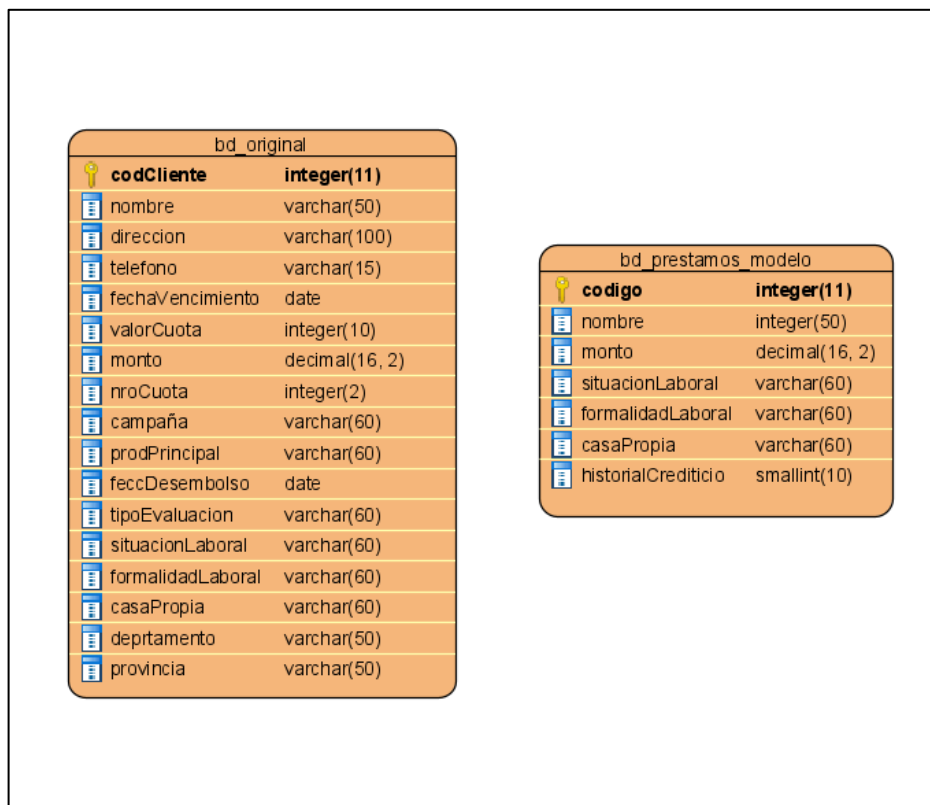 bd_original
codCliente integer(11)
nombre varchar(50)
direccion varchar(100)
telefono varchar(15)
fechaVencimiento date
valorCuota integer(10)
monto decimal(16, 2)
nroCuota integer(2)
campaña varchar(60)
prodPrincipal varchar(60)
feccDesembolso date
tipoEvaluacion varchar(60)
situacionLaboral varchar(60)
formalidadLaboral varchar(60)
casaPropia varchar(60)
deprtamento varchar(50)
provincia varchar(50)
bd_prestamos_modelo
codigo integer(11)
nombre integer(50)
monto decimal(16, 2)
situacionLaboral varchar(60)
formalidadLaboral varchar(60)
casaPropia varchar(60)
historialCrediticio smallint(10)